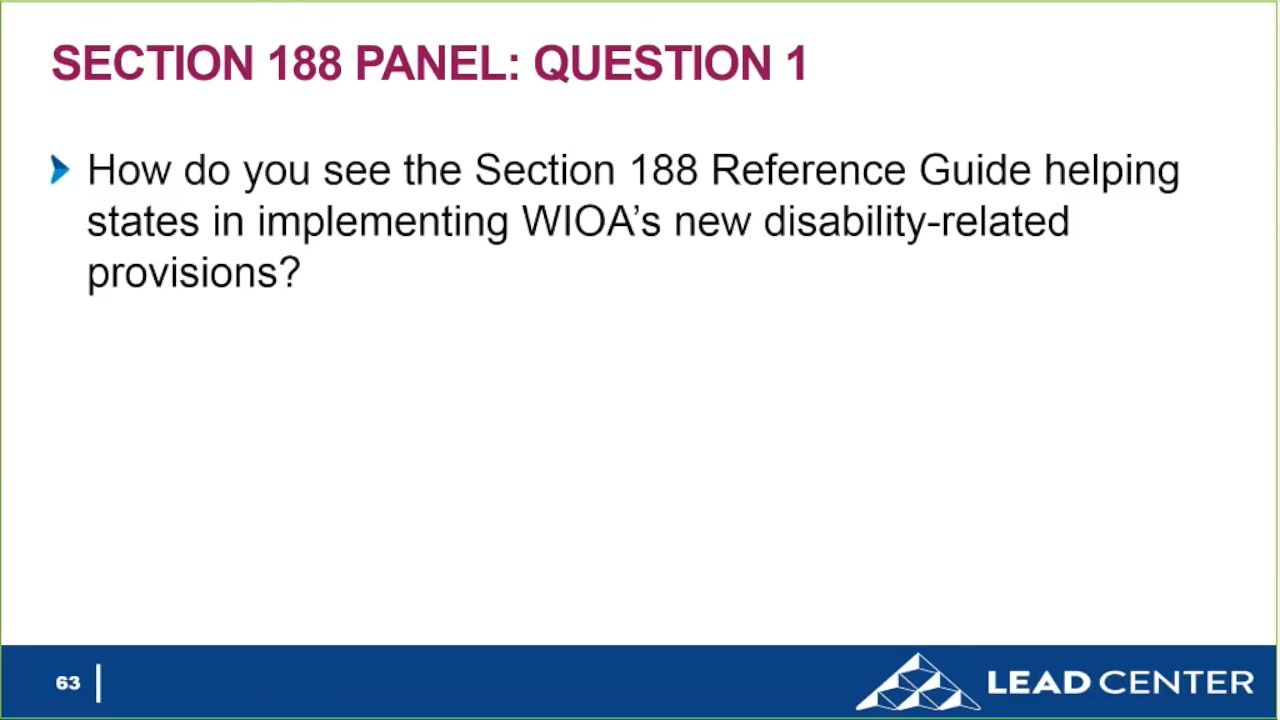 SECTION 188 PANEL: QUESTION 1
How do you see the Section 188 Reference Guide helping
states in implementing WIOA’s new disability-related
provisions?
63
LEAD CENTER